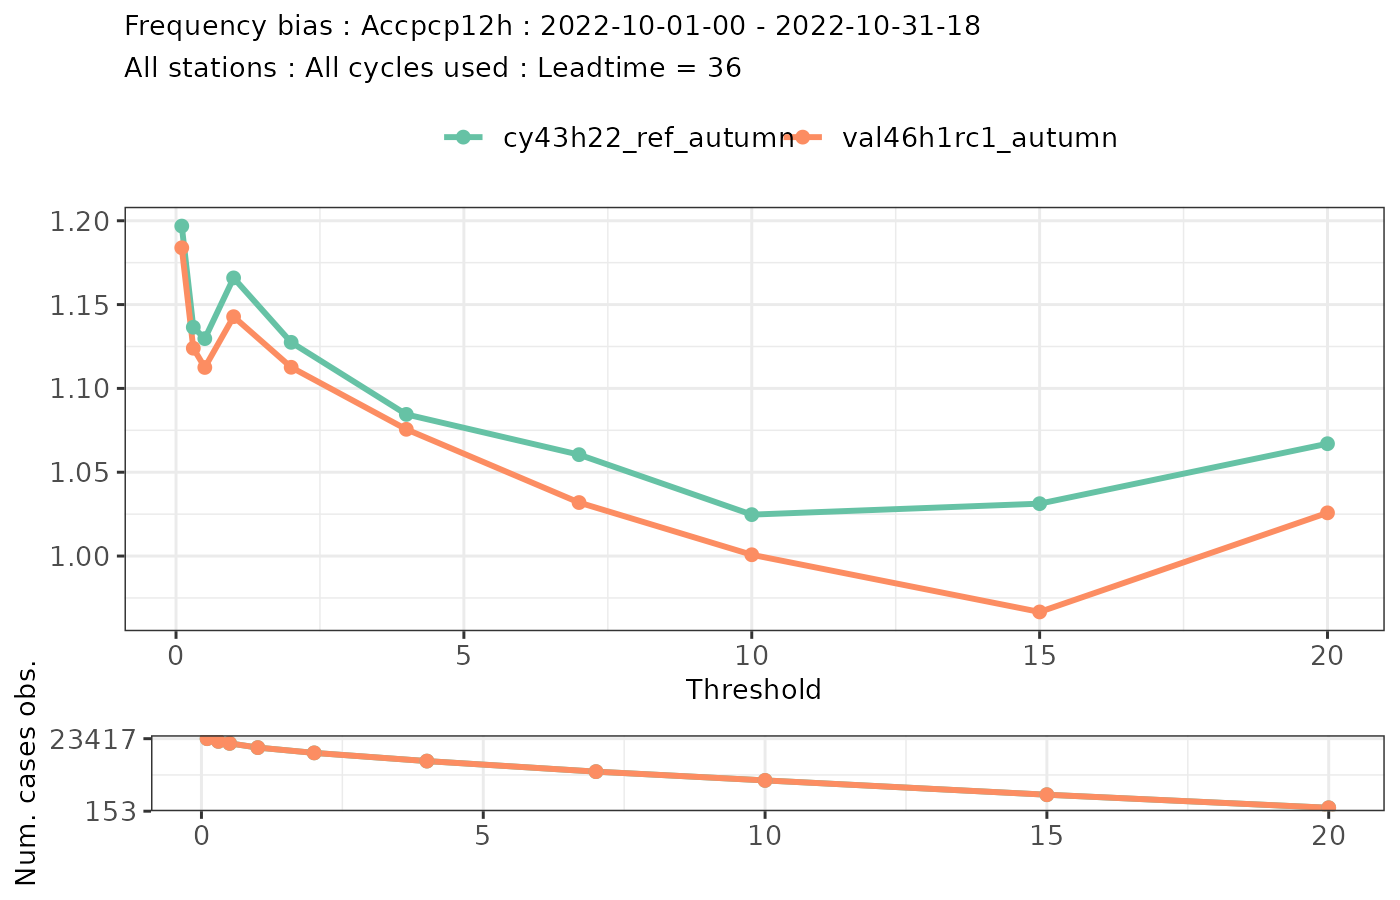 Frequency bias : Accpcp12h : 2022-10-01-00 - 2022-10-31-18
All stations : All cycles used : Leadtime = 36
cy43h22_ref_autumn val46h1rc1_autumn
1.20
1.15
1.10
1.05
1.00
0 5 10 15 20
Threshold
Num. cases obs.
23417
153
0 5 10 15 20